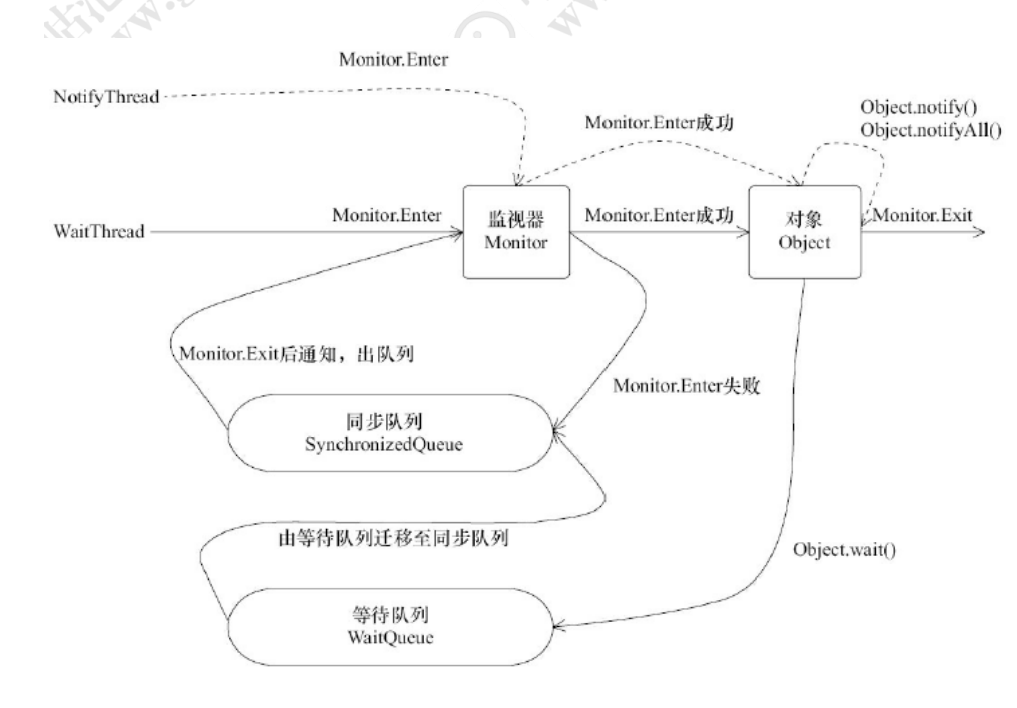 Monitor.Enter
NotifyThread
Object.notify()
Object.notifyAll()
Monitor.Enter成功
WaitThread
Monitor.Enter
监视器
Monitor
Monitor.Enter成功
对象
Object
Monitor.Exit
Monitor.Exit后通知，出队列
Monitor.Enter失败
同步队列
SynchronizedQueue
由等待队列迁移至同步队列
Object.wait()
等待队列
WaitQueue